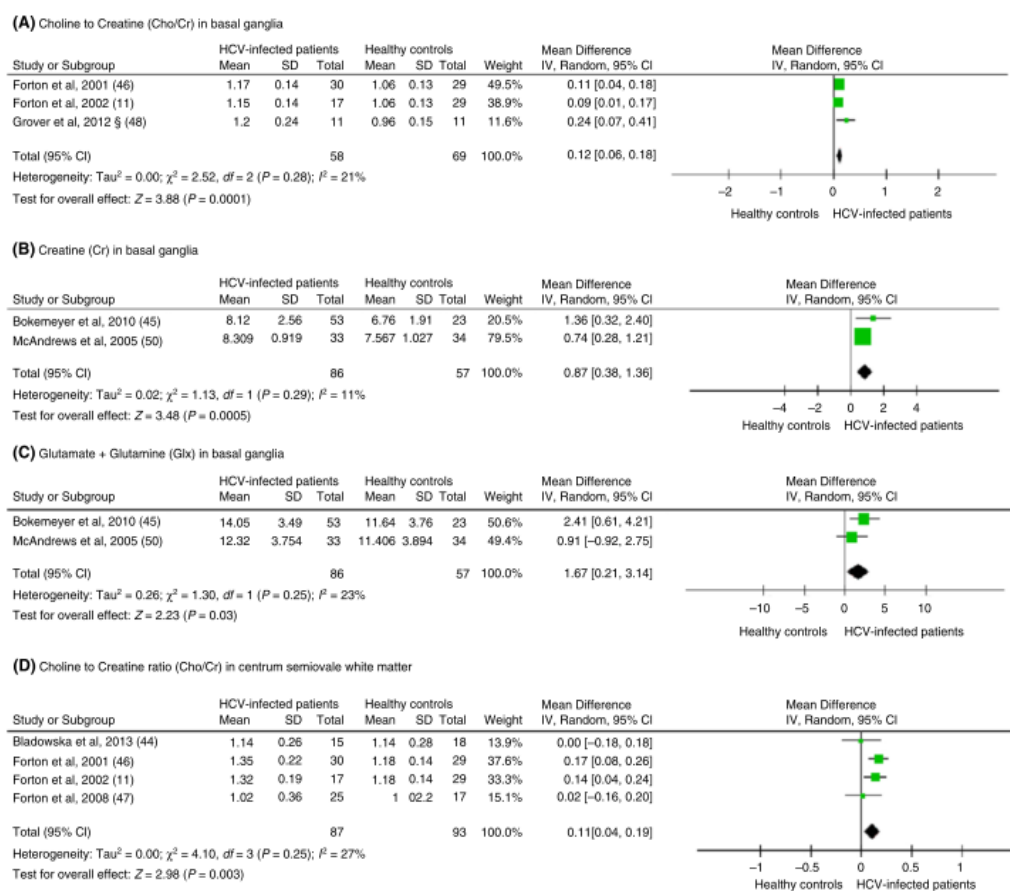 (A) Choline to Creatine (Cho/Cr) in basal ganglia
HCV-infected patients Healthy controls Mean Difference Mean Difference
Study or Subgroup Mean SD Total Mean SD Total Weight IV, Random, 95% CI IV, Random, 95% CI
Forton et al, 2001 (46) 1.17 0.14 30 1.06 0.13 29 49.5% 0.11 [0.04, 0.18]
Forton et al, 2002 (11) 1.15 0.14 17 1.06 0.13 29 38.9% 0.09 [0.01, 0.17]
Grover et al, 2012 § (48) 1.2 0.24 11 0.96 0.15 11 11.6% 0.24 [0.07, 0.41]
Total (95% CI) 58 69 100.0% 0.12 [0.06, 0.18]
Heterogeneity: Tau² = 0.00; χ² = 2.52, df = 2 (P = 0.28); I² = 21%
Test for overall effect: Z = 3.88 (P = 0.0001)
−2 −1 0 1 2
Healthy controls HCV-infected patients
(B) Creatine (Cr) in basal ganglia
HCV-infected patients Healthy controls Mean Difference Mean Difference
Study or Subgroup Mean SD Total Mean SD Total Weight IV, Random, 95% CI IV, Random, 95% CI
Bokemeyer et al, 2010 (45) 8.12 2.56 53 6.76 1.91 23 20.5% 1.36 [0.32, 2.40]
McAndrews et al, 2005 (50) 8.309 0.919 33 7.567 1.027 34 79.5% 0.74 [0.28, 1.21]
Total (95% CI) 86 57 100.0% 0.87 [0.38, 1.36]
Heterogeneity: Tau² = 0.02; χ² = 1.13, df = 1 (P = 0.29); I² = 11%
Test for overall effect: Z = 3.48 (P = 0.0005)
−4 −2 0 2 4
Healthy controls HCV-infected patients
(C) Glutamate + Glutamine (Glx) in basal ganglia
HCV-infected patients Healthy controls Mean Difference Mean Difference
Study or Subgroup Mean SD Total Mean SD Total Weight IV, Random, 95% CI IV, Random, 95% CI
Bokemeyer et al, 2010 (45) 14.05 3.49 53 11.64 3.76 23 50.6% 2.41 [0.61, 4.21]
McAndrews et al, 2005 (50) 12.32 3.754 33 11.406 3.894 34 49.4% 0.91 [−0.92, 2.75]
Total (95% CI) 86 57 100.0% 1.67 [0.21, 3.14]
Heterogeneity: Tau² = 0.26; χ² = 1.30, df = 1 (P = 0.25); I² = 23%
Test for overall effect: Z = 2.23 (P = 0.03)
−10 −5 0 5 10
Healthy controls HCV-infected patients
(D) Choline to Creatine ratio (Cho/Cr) in centrum semiovale white matter
HCV-infected patients Healthy controls Mean Difference Mean Difference
Study or Subgroup Mean SD Total Mean SD Total Weight IV, Random, 95% CI IV, Random, 95% CI
Bladowska et al, 2013 (44) 1.14 0.26 15 1.14 0.28 18 13.9% 0.00 [−0.18, 0.18]
Forton et al, 2001 (46) 1.35 0.22 30 1.18 0.14 29 37.6% 0.17 [0.08, 0.26]
Forton et al, 2002 (11) 1.32 0.19 17 1.18 0.14 29 33.3% 0.14 [0.04, 0.24]
Forton et al, 2008 (47) 1.02 0.36 25 1 02.2 17 15.1% 0.02 [−0.16, 0.20]
Total (95% CI) 87 93 100.0% 0.11[0.04, 0.19]
Heterogeneity: Tau² = 0.00; χ² = 4.10, df = 3 (P = 0.25); I² = 27%
Test for overall effect: Z = 2.98 (P = 0.003)
−1 −0.5 0 0.5 1
Healthy controls HCV-infected patients